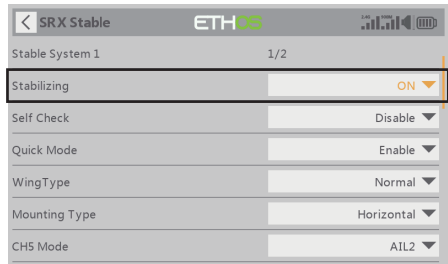 SRX Stable ETHOS
Stable System 1 1/2
Stabilizing ON
Self Check Disable
Quick Mode Enable
WingType Normal
Mounting Type Horizontal
CH5 Mode AIL2